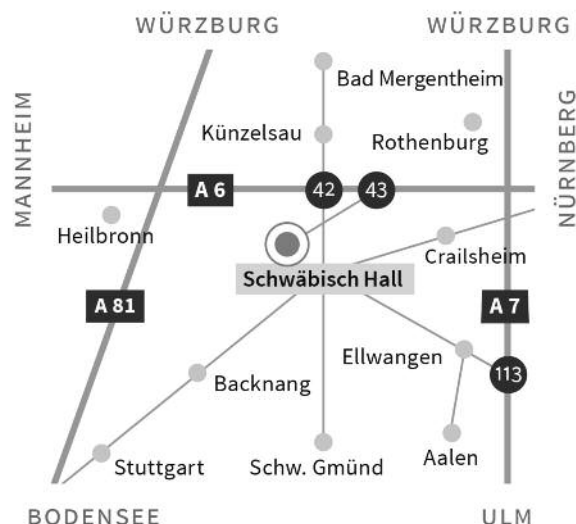 WÜRZBURG
WÜRZBURG
Bad Mergentheim
MANNHEIM
NÜRNBERG
Künzelsau
Rothenburg
A 6
42
43
Heilbronn
Crailsheim
Schwäbisch Hall
A 81
A 7
Ellwangen
113
Backnang
Stuttgart
Schw. Gmünd
Aalen
BODENSEE
ULM